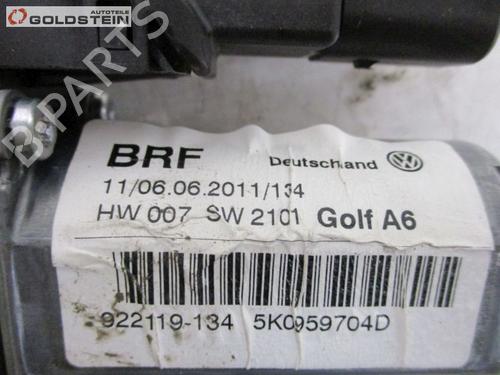 AUTOTEILE
GOLDSTEIN
B-PARTS
BRF Deutschland
11/06.06.2011/134
HW 007 SW 2101 Golf A6
922119-134 5K0959704D